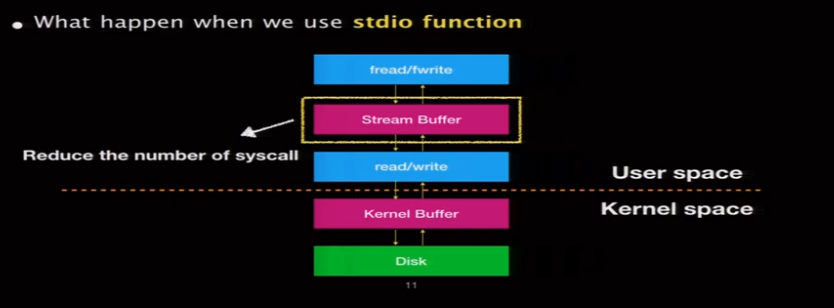 • What happen when we use stdio function
fread/fwrite
Stream Buffer
Reduce the number of syscall
read/write
User space
Kernel space
Kernel Buffer
Disk
11